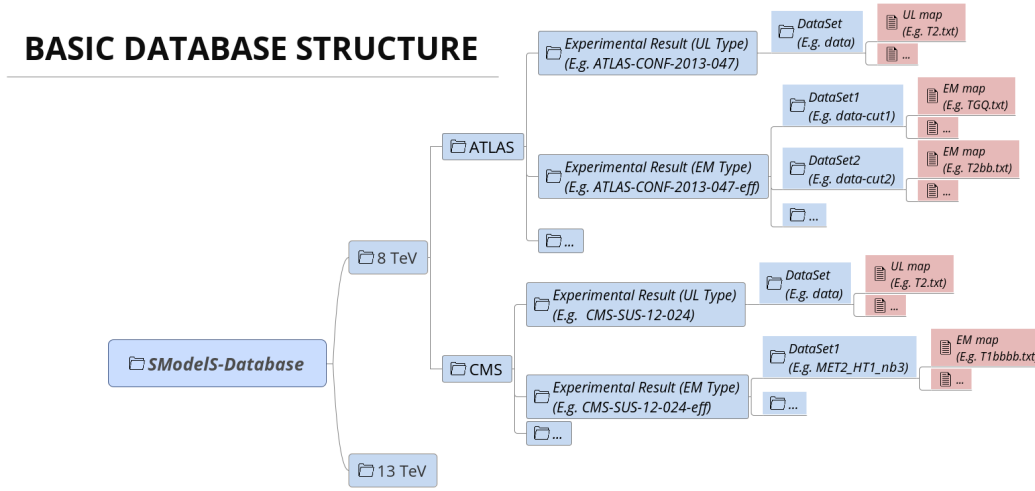 BASIC DATABASE STRUCTURE
SModelS-Database
8 TeV
ATLAS
Experimental Result (UL Type)
(E.g. ATLAS-CONF-2013-047)
DataSet
(E.g. data)
UL map
(E.g. T2.txt)
...
Experimental Result (EM Type)
(E.g. ATLAS-CONF-2013-047-eff)
DataSet1
(E.g. data-cut1)
EM map
(E.g. TGQ.txt)
...
DataSet2
(E.g. data-cut2)
EM map
(E.g. T2bb.txt)
...
...
...
CMS
Experimental Result (UL Type)
(E.g. CMS-SUS-12-024)
DataSet
(E.g. data)
UL map
(E.g. T2.txt)
...
Experimental Result (EM Type)
(E.g. CMS-SUS-12-024-eff)
DataSet1
(E.g. MET2_HT1_nb3)
EM map
(E.g. T1bbbb.txt
...
...
...
13 TeV